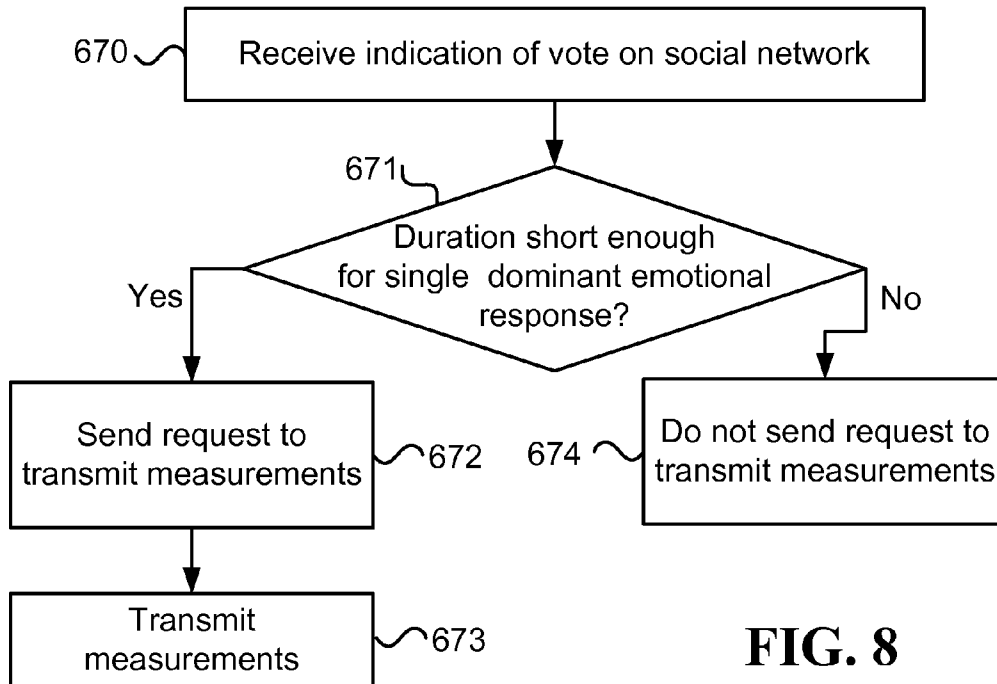 670
Receive indication of vote on social network
671
Duration short enough
for single dominant emotional
response?
Yes
No
Send request to
transmit measurements
672
674
Do not send request to
transmit measurements
Transmit
measurements
673
FIG. 8